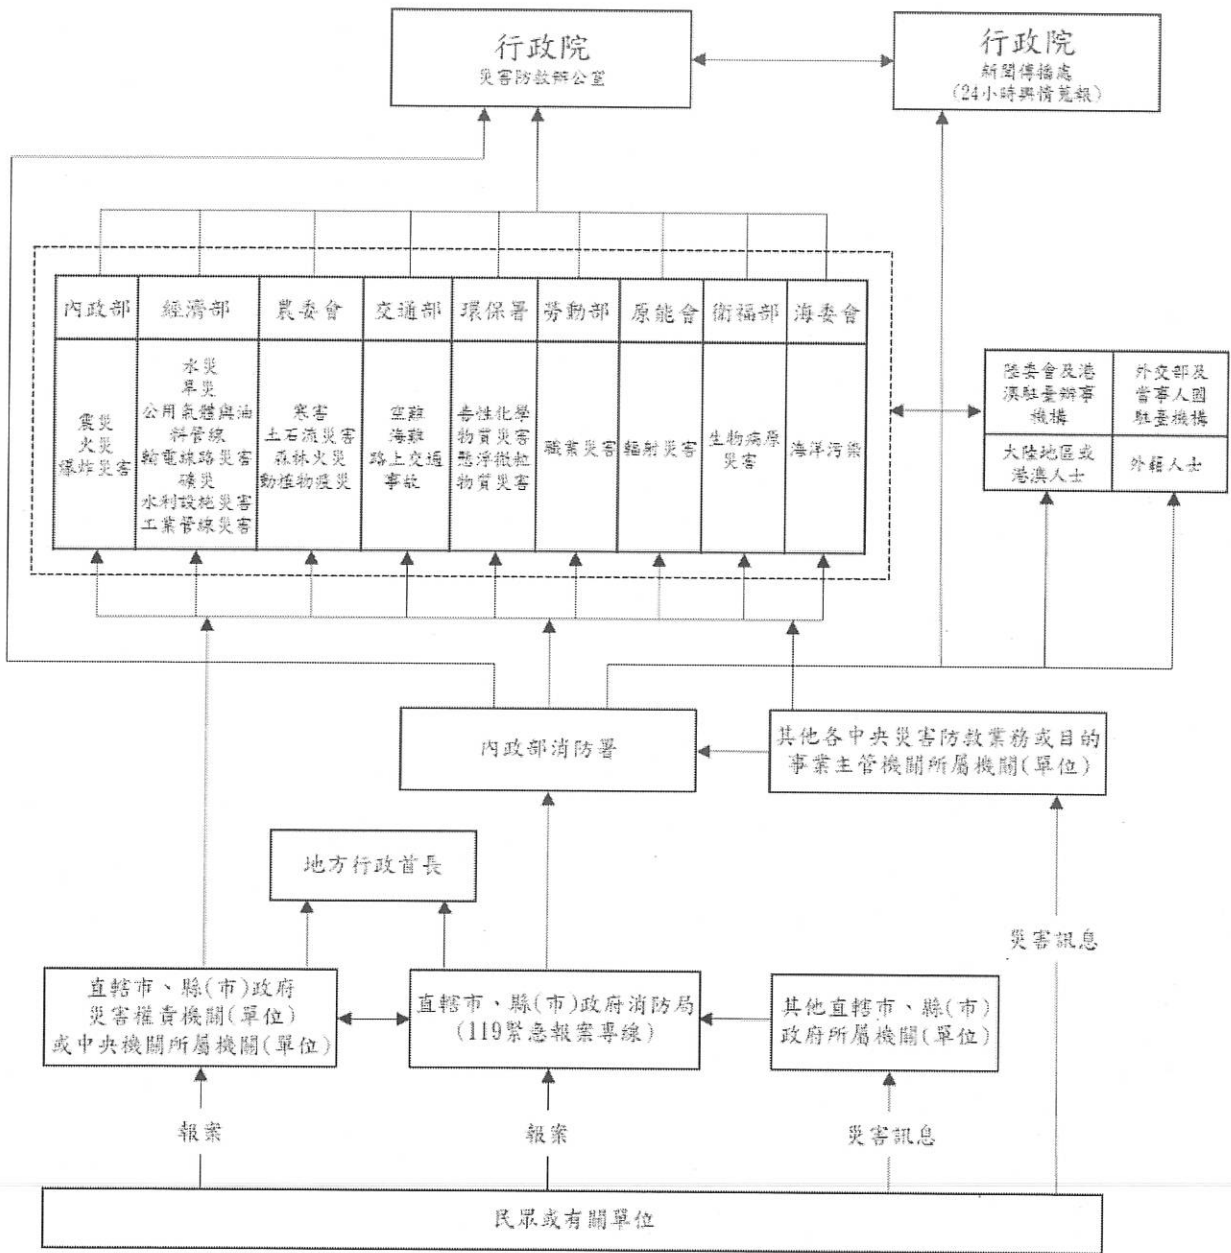 行政院
災害防救辦公室
行政院
新聞傳播處
(24小時輿情蒐報)
內政部
經濟部
農委會
交通部
環保署
勞動部
原能會
衛福部
海委會
震災
火災
爆炸災害
水災
旱災
公用氣體與油
料管線
輸電線路災害
礦災
水利設施災害
工業管線災害
寒害
土石流災害
森林火災
動植物疫災
空難
海難
路上交通
事故
毒性化學
物質災害
懸浮微粒
物質災害
職業災害
輻射災害
生物病原
災害
海洋污染
陸委會及港
澳駐臺辦事
機構
外交部及
當事人國
駐臺機構
大陸地區或
港澳人士
外籍人士
內政部消防署
其他各中央災害防救業務或目的
事業主管機關所屬機關(單位)
地方行政首長
災害訊息
直轄市、縣(市)政府
災害權責機關(單位)
或中央機關所屬機關(單位)
直轄市、縣(市)政府消防局
(119緊急報案專線)
其他直轄市、縣(市)
政府所屬機關(單位)
報案
報案
災害訊息
民眾或有關單位